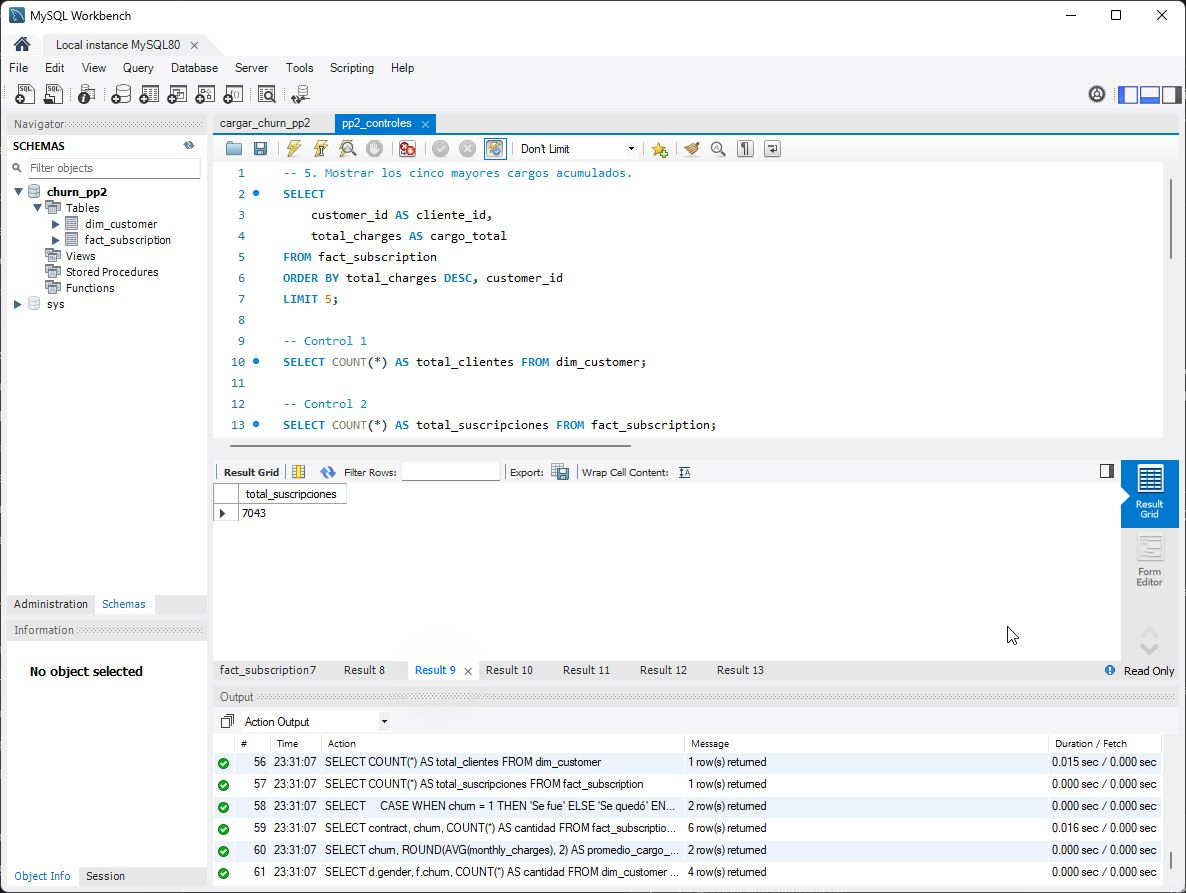 MySQL Workbench
Local instance MySQL80
File Edit View Query Database Server Tools Scripting Help
Navigator
SCHEMAS
Filter objects
churn_pp2
Tables
dim_customer
fact_subscription
Views
Stored Procedures
Functions
sys
Administration Schemas
Information
No object selected
Object Info Session
cargar_churn_pp2 pp2_controles
Don't Limit
1 -- 5. Mostrar los cinco mayores cargos acumulados.
2 SELECT
3 customer_id AS cliente_id,
4 total_charges AS cargo_total
5 FROM fact_subscription
6 ORDER BY total_charges DESC, customer_id
7 LIMIT 5;
8
9 -- Control 1
10 SELECT COUNT(*) AS total_clientes FROM dim_customer;
11
12 -- Control 2
13 SELECT COUNT(*) AS total_suscripciones FROM fact_subscription;
Result Grid Filter Rows: Export: Wrap Cell Content:
total_suscripciones
7043
Result Grid
Form Editor
fact_subscription7 Result 8 Result 9 Result 10 Result 11 Result 12 Result 13 Read Only
Output
Action Output
# Time Action Message Duration / Fetch
56 23:31:07 SELECT COUNT(*) AS total_clientes FROM dim_customer 1 row(s) returned 0.015 sec / 0.000 sec
57 23:31:07 SELECT COUNT(*) AS total_suscripciones FROM fact_subscription 1 row(s) returned 0.000 sec / 0.000 sec
58 23:31:07 SELECT CASE WHEN churn = 1 THEN 'Se fue' ELSE 'Se quedó' EN... 2 row(s) returned 0.000 sec / 0.000 sec
59 23:31:07 SELECT contract, churn, COUNT(*) AS cantidad FROM fact_subscriptio... 6 row(s) returned 0.016 sec / 0.000 sec
60 23:31:07 SELECT churn, ROUND(AVG(monthly_charges), 2) AS promedio_cargo_... 2 row(s) returned 0.000 sec / 0.000 sec
61 23:31:07 SELECT d.gender, f.churn, COUNT(*) AS cantidad FROM dim_customer ... 4 row(s) returned 0.000 sec / 0.000 sec